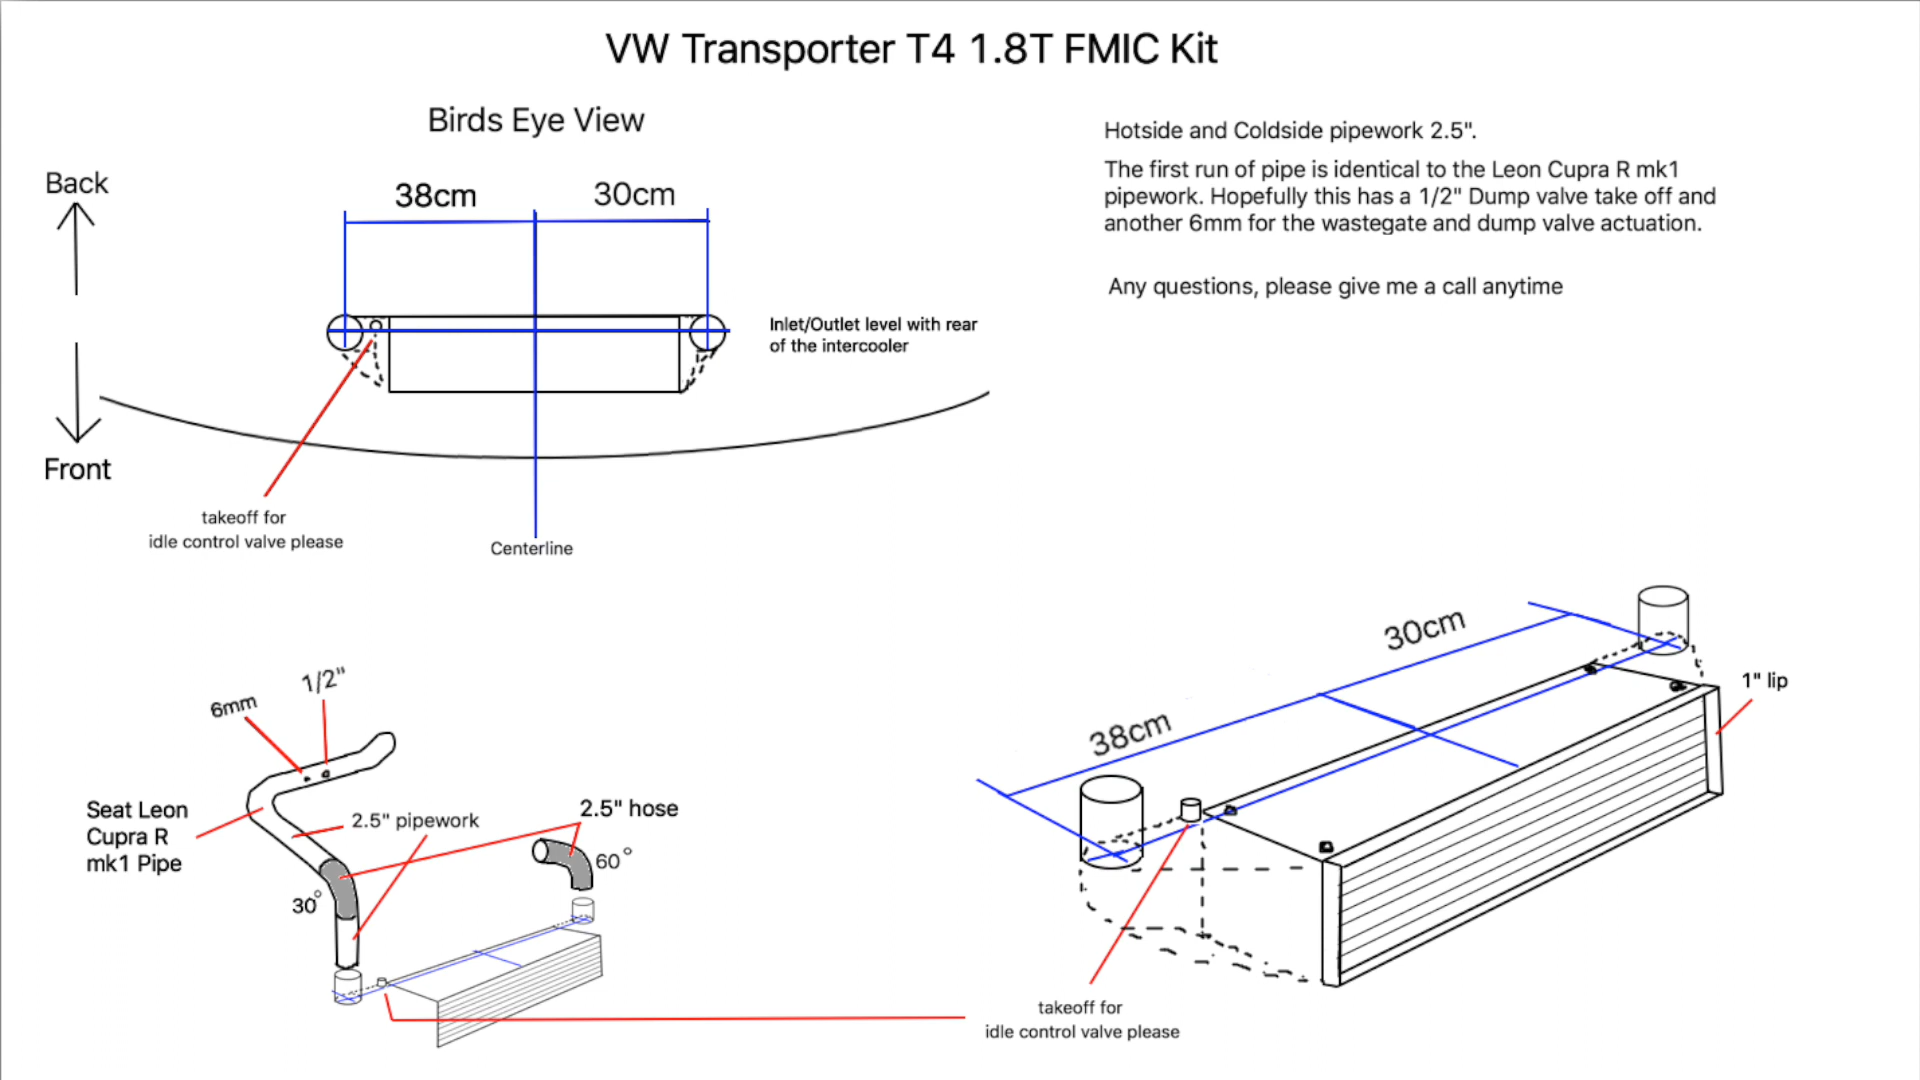 VW Transporter T4 1.8T FMIC Kit
Birds Eye View
Hotside and Coldside pipework 2.5".
The first run of pipe is identical to the Leon Cupra R mk1
pipework. Hopefully this has a 1/2" Dump valve take off and
another 6mm for the wastegate and dump valve actuation.
Any questions, please give me a call anytime
Back
38cm
30cm
Inlet/Outlet level with rear
of the intercooler
Front
takeoff for
idle control valve please
Centerline
6mm
1/2"
Seat Leon
Cupra R
mk1 Pipe
2.5" pipework
2.5" hose
60°
30°
30cm
38cm
1" lip
takeoff for
idle control valve please